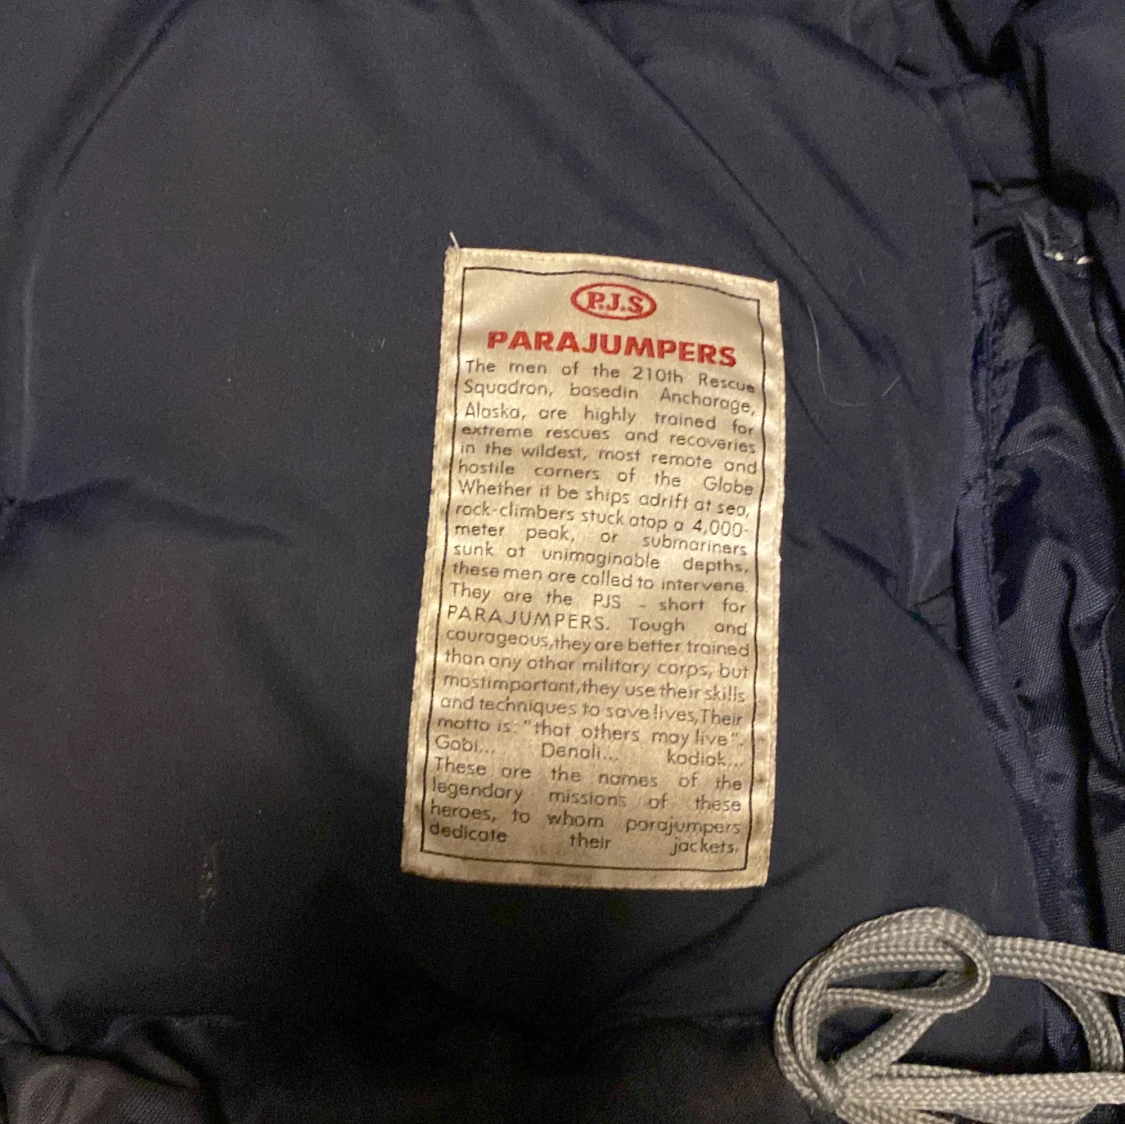 P.J.S
PARAJUMPERS
The men of the 210th Rescue
Squadron, basedin Anchorage,
Alaska, are highly trained for
extreme rescues and recoveries
in the wildest, most remote and
hostile corners of the Globe
Whether it be ships adrift at sea,
rock-climbers stuck atop a 4,000-
meter peak, or submariners
sunk at unimaginable depths,
these men are called to intervene.
They are the PJS - short for
PARAJUMPERS. Tough and
courageous,they are better trained
than any other military corps, but
mostimportant,they use their skills
and techniques to save lives,Their
motto is: "that others may live".
Gobi... Denali... kodiak...
These are the names of the
legendary missions of these
heroes, to whom parajumpers
dedicate their jackets.